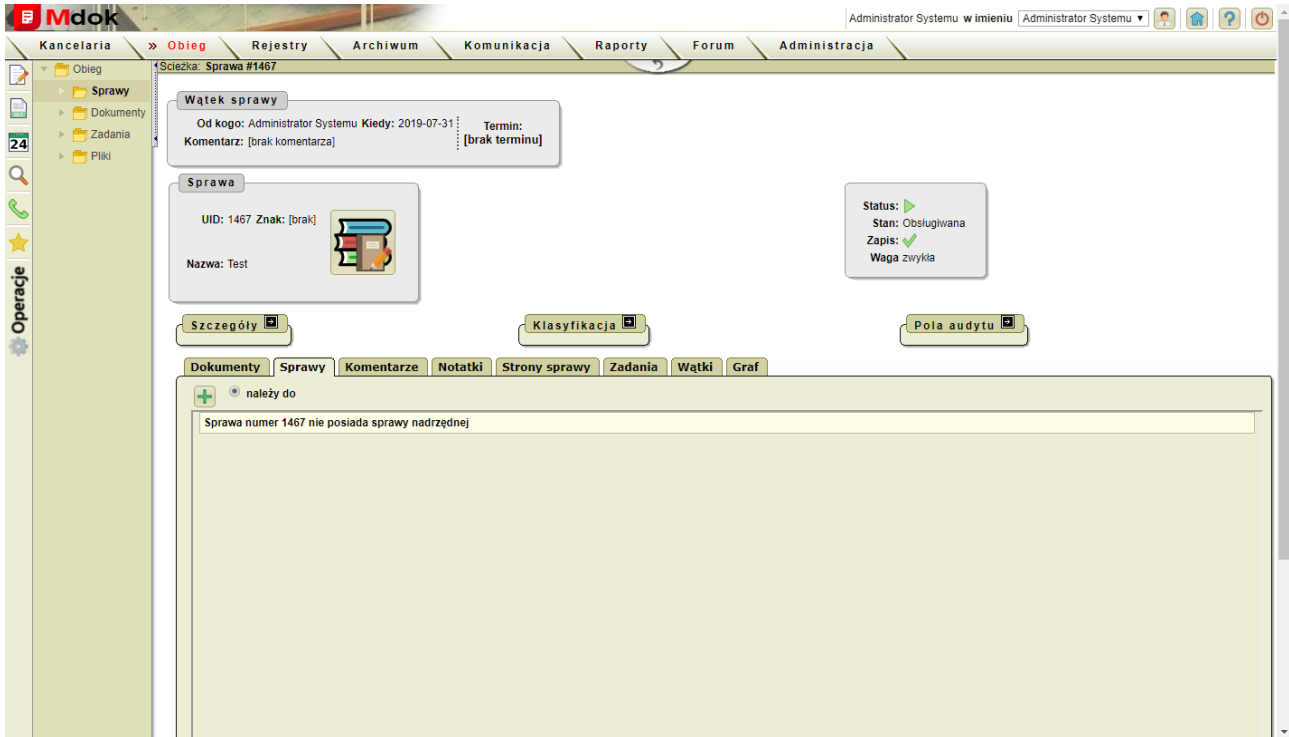 Mdok
Administrator Systemu w imieniu Administrator Systemu
Kancelaria » Obieg Rejestry Archiwum Komunikacja Raporty Forum Administracja
Obieg
Sprawy
Dokumenty
Zadania
Pliki
24
Operacje
Ścieżka: Sprawa #1467
Wątek sprawy
Od kogo: Administrator Systemu Kiedy: 2019-07-31
Komentarz: [brak komentarza]
Termin:
[brak terminu]
Sprawa
UID: 1467 Znak: [brak]
Nazwa: Test
Status:
Stan: Obsługiwana
Zapis:
Waga zwykła
Szczegóły
Klasyfikacja
Pola audytu
Dokumenty Sprawy Komentarze Notatki Strony sprawy Zadania Wątki Graf
należy do
Sprawa numer 1467 nie posiada sprawy nadrzędnej